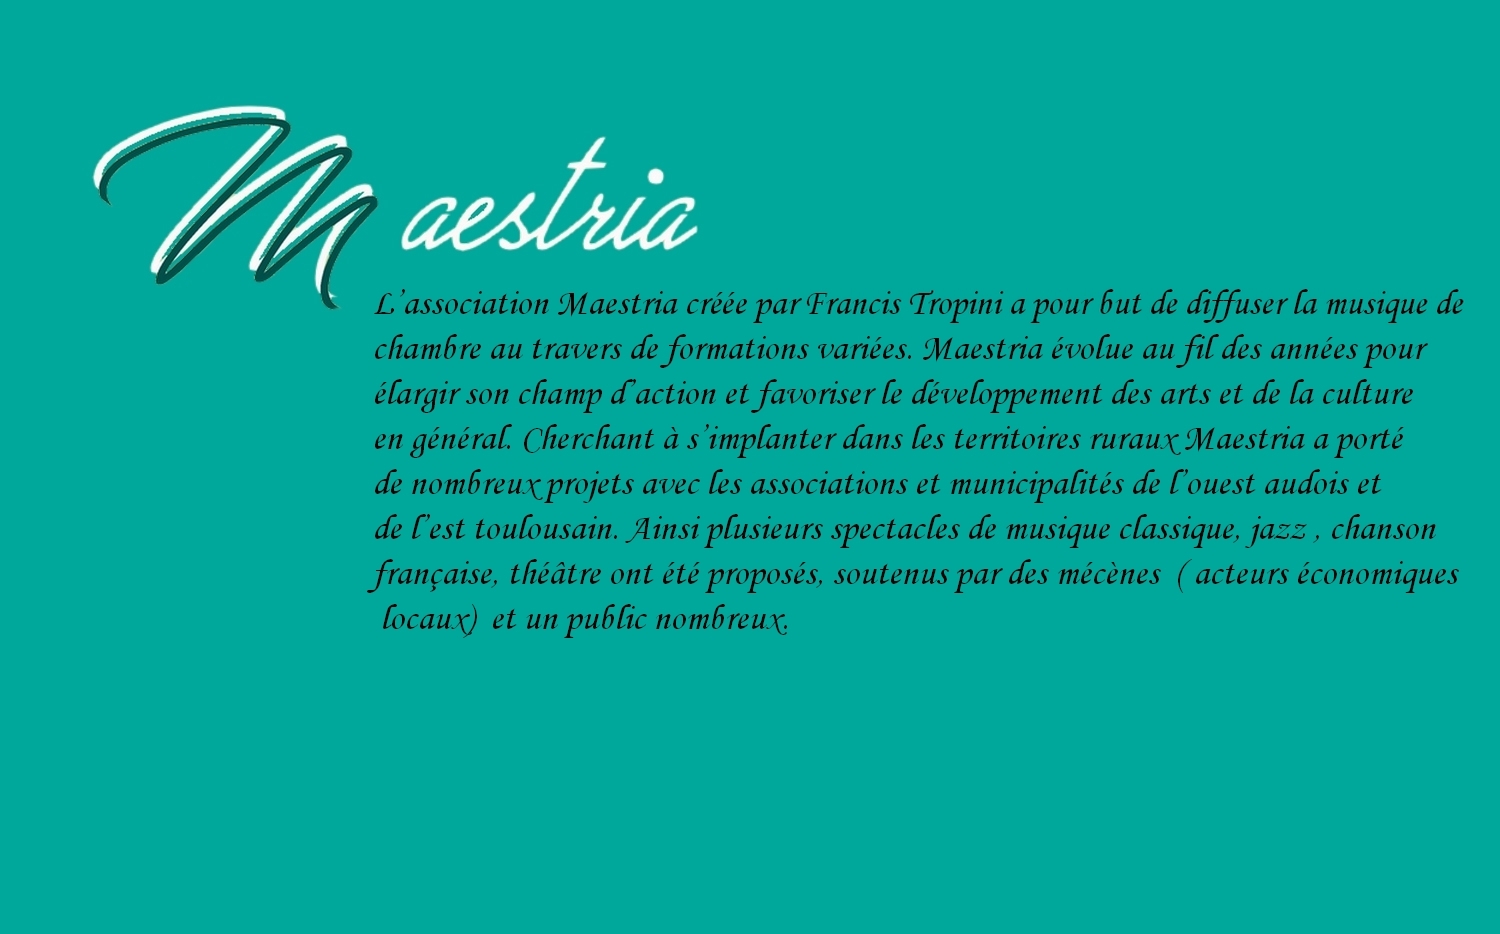 Maestria
L’association Maestria créée par Francis Tropini a pour but de diffuser la musique de
chambre au travers de formations variées. Maestria évolue au fil des années pour
élargir son champ d’action et favoriser le développement des arts et de la culture
en général. Cherchant à s’implanter dans les territoires ruraux Maestria a porté
de nombreux projets avec les associations et municipalités de l’ouest audois et
de l’est toulousain. Ainsi plusieurs spectacles de musique classique, jazz , chanson
française, théâtre ont été proposés, soutenus par des mécènes ( acteurs économiques
locaux) et un public nombreux.